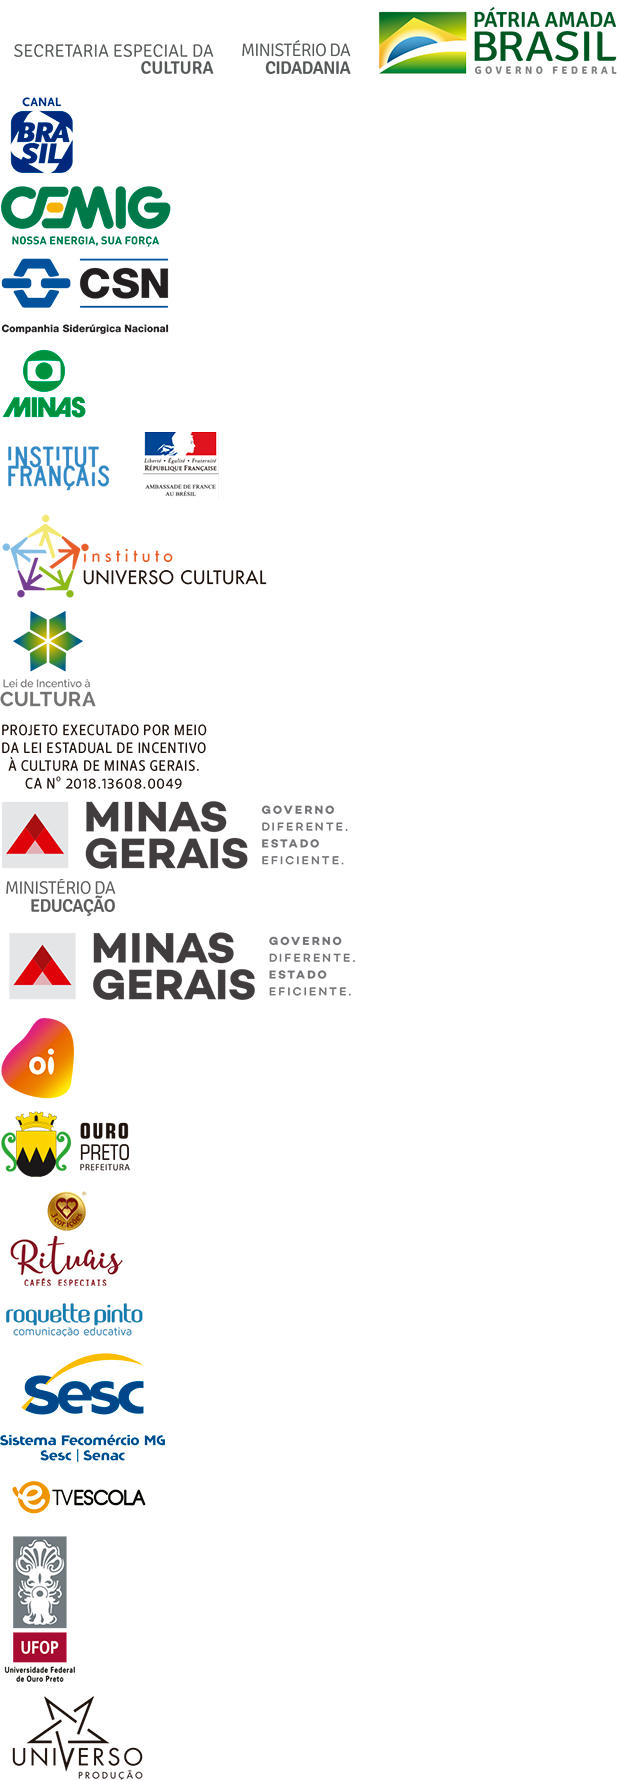 SECRETARIA ESPECIAL DA
CULTURA
MINISTÉRIO DA
CIDADANIA
PÁTRIA AMADA
BRASIL
GOVERNO FEDERAL
CANAL
BRA
SIL
CEMIG
NOSSA ENERGIA, SUA FORÇA
CSN
Companhia Siderúrgica Nacional
MINAS
INSTITUT
FRANÇAIS
Liberté • Égalité • Fraternité
RÉPUBLIQUE FRANÇAISE
AMBASSADE DE FRANCE
AU BRÉSIL
instituto
UNIVERSO CULTURAL
Lei de Incentivo à
CULTURA
PROJETO EXECUTADO POR MEIO
DA LEI ESTADUAL DE INCENTIVO
À CULTURA DE MINAS GERAIS.
CA Nº 2018.13608.0049
MINAS
GERAIS
GOVERNO
DIFERENTE.
ESTADO
EFICIENTE.
MINISTÉRIO DA
EDUCAÇÃO
MINAS
GERAIS
GOVERNO
DIFERENTE.
ESTADO
EFICIENTE.
oi
OURO
PRETO
PREFEITURA
3 corações
Rituais
CAFÉS ESPECIAIS
roquette pinto
comunicação educativa
Sesc
Sistema Fecomércio MG
Sesc | Senac
e TVESCOLA
UFOP
Universidade Federal
de Ouro Preto
UNIVERSO
PRODUÇÃO